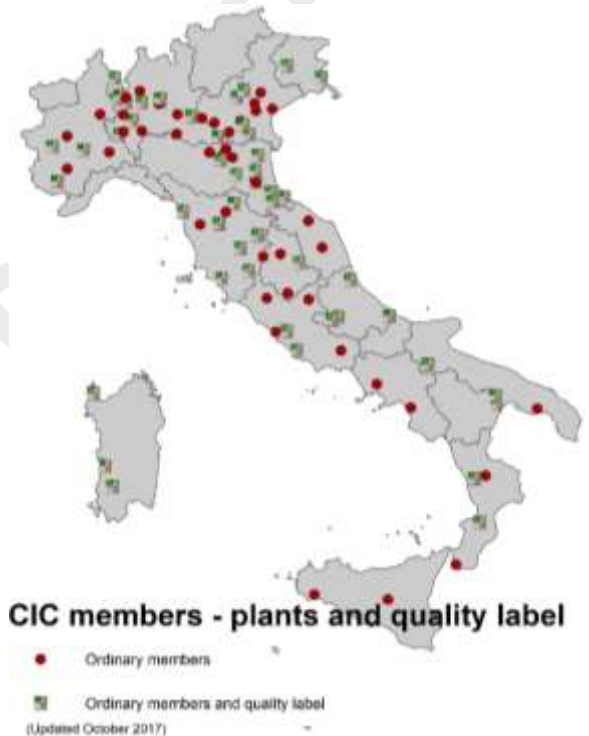 CIC members - plants and quality label
Ordinary members
Ordinary members and quality label
(Updated October 2017)